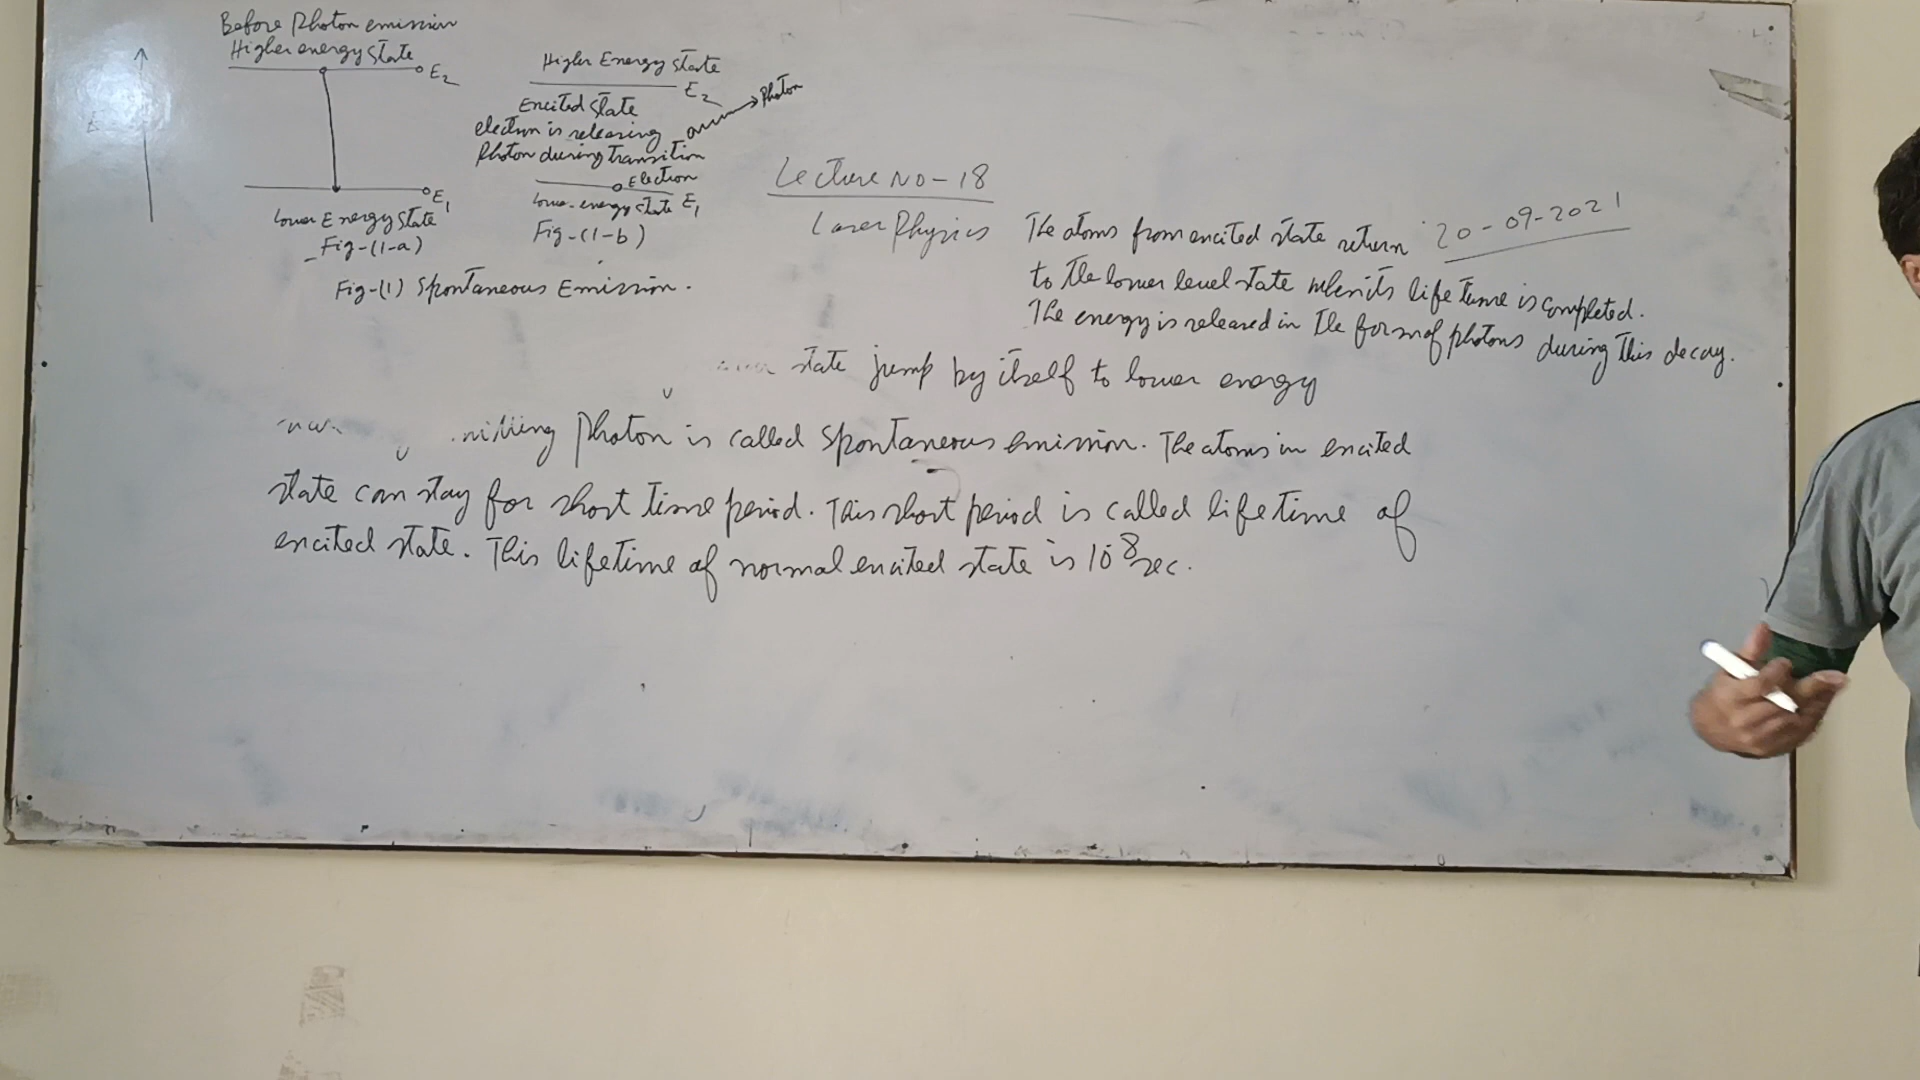 Before Photon emission
Higher energy state
E2
E1
Lower Energy state
Fig-(1-a)
Higher Energy state
E2
Photon
Excited state
electron is releasing
Photon during transition
Electron
Lower energy state E1
Fig-(1-b)
Fig-(1) Spontaneous Emission.
Lecture NO-18
Laser Physics
20-09-2021
The atoms from excited state return
to the lower level state when its life time is completed.
The energy is released in the form of photons during this decay.
state jump by itself to lower energy
photon is called spontaneous emission. The atoms in excited
state can stay for short time period. This short period is called lifetime of
excited state. This lifetime of normal excited state is 10⁻⁸ sec.